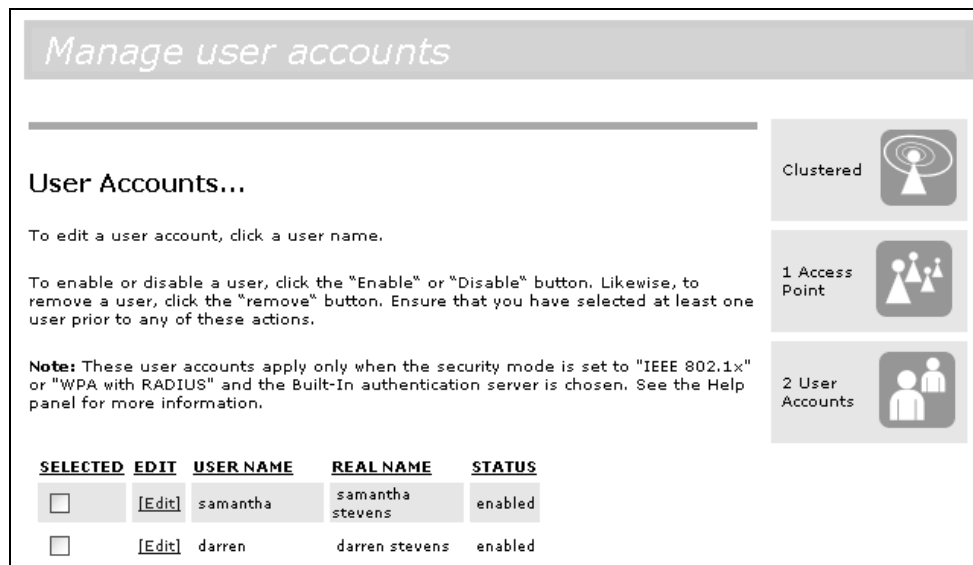 Manage user accounts
User Accounts...
To edit a user account, click a user name.
To enable or disable a user, click the “Enable“ or “Disable“ button. Likewise, to
remove a user, click the “remove“ button. Ensure that you have selected at least one
user prior to any of these actions.
Note: These user accounts apply only when the security mode is set to "IEEE 802.1x"
or "WPA with RADIUS" and the Built-In authentication server is chosen. See the Help
panel for more information.
SELECTED EDIT USER NAME REAL NAME STATUS
[Edit] samantha samantha stevens enabled
[Edit] darren darren stevens enabled
Clustered
1 Access
Point
2 User
Accounts